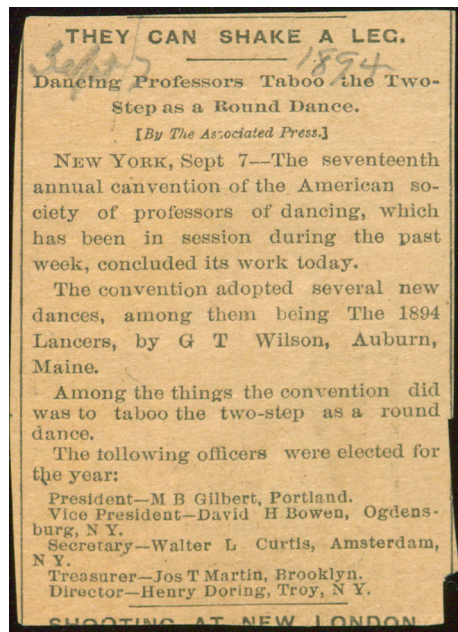 THEY CAN SHAKE A LEG.
Sept 7 1894
Dancing Professors Taboo the Two-
Step as a Round Dance.
[By The Associated Press.]
NEW YORK, Sept 7—The seventeenth
annual canvention of the American so-
ciety of professors of dancing, which
has been in session during the past
week, concluded its work today.
The convention adopted several new
dances, among them being The 1894
Lancers, by G T Wilson, Auburn,
Maine.
Among the things the convention did
was to taboo the two-step as a round
dance.
The tollowing officers were elected for
the year:
President—M B Gilbert, Portland.
Vice President—David H Bowen, Ogdens-
burg, N Y.
Secretary—Walter L Curtis, Amsterdam,
N Y.
Treasurer—Jos T Martin, Brooklyn.
Director—Henry Doring, Troy, N Y.
SHOOTING AT NEW LONDON